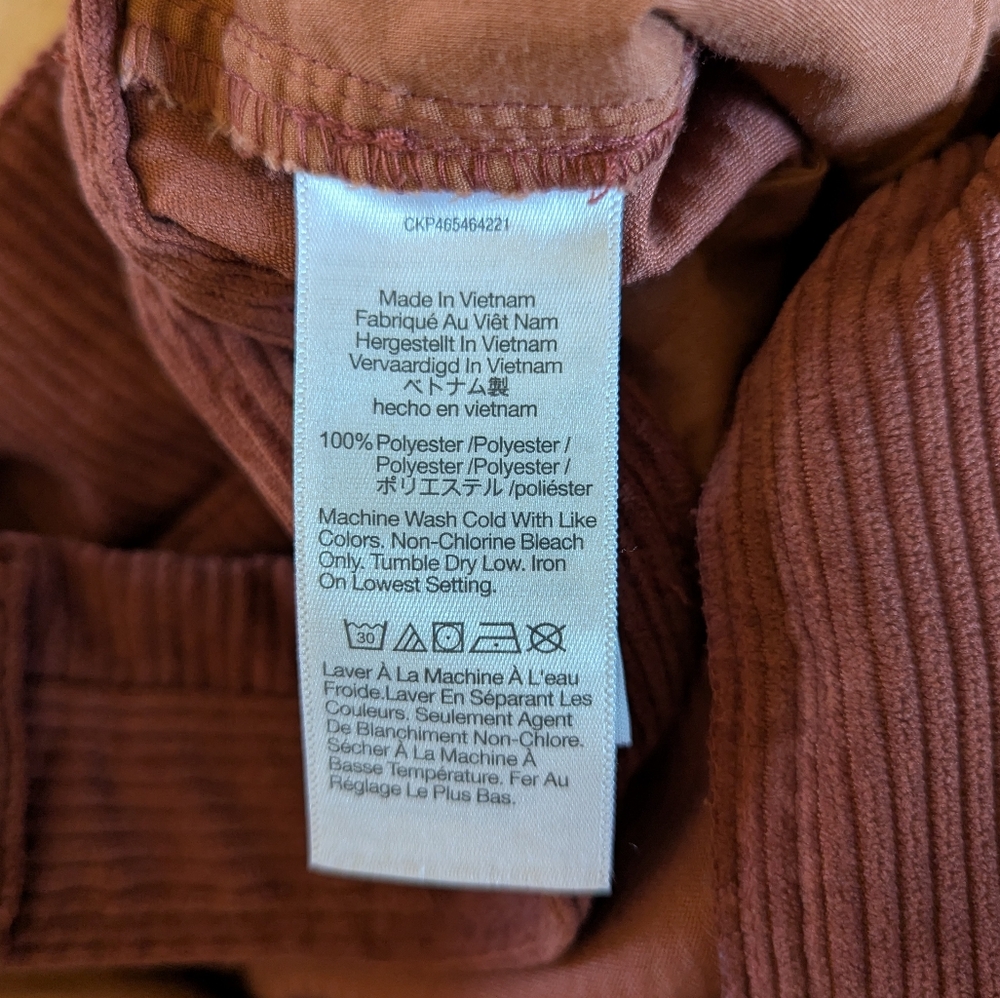 CKP465464221
Made In Vietnam
Fabriqué Au Viêt Nam
Hergestellt In Vietnam
Vervaardigd In Vietnam
ベトナム製
hecho en vietnam
100% Polyester /Polyester /
Polyester /Polyester /
ポリエステル /poliéster
Machine Wash Cold With Like
Colors. Non-Chlorine Bleach
Only. Tumble Dry Low. Iron
On Lowest Setting.
30
Laver À La Machine À L'eau
Froide.Laver En Séparant Les
Couleurs. Seulement Agent
De Blanchiment Non-Chlore.
Sécher À La Machine À
Basse Température. Fer Au
Réglage Le Plus Bas.